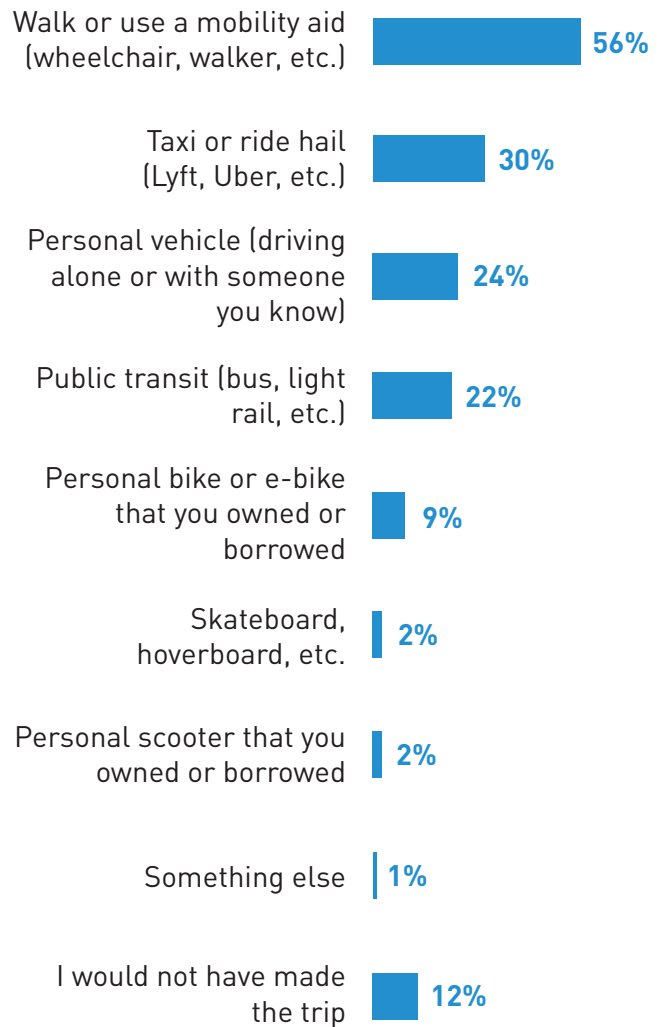 Walk or use a mobility aid
(wheelchair, walker, etc.)
56%
Taxi or ride hail
(Lyft, Uber, etc.)
30%
Personal vehicle (driving
alone or with someone
you know)
24%
Public transit (bus, light
rail, etc.)
22%
Personal bike or e-bike
that you owned or
borrowed
9%
Skateboard,
hoverboard, etc.
2%
Personal scooter that you
owned or borrowed
2%
Something else
1%
I would not have made
the trip
12%